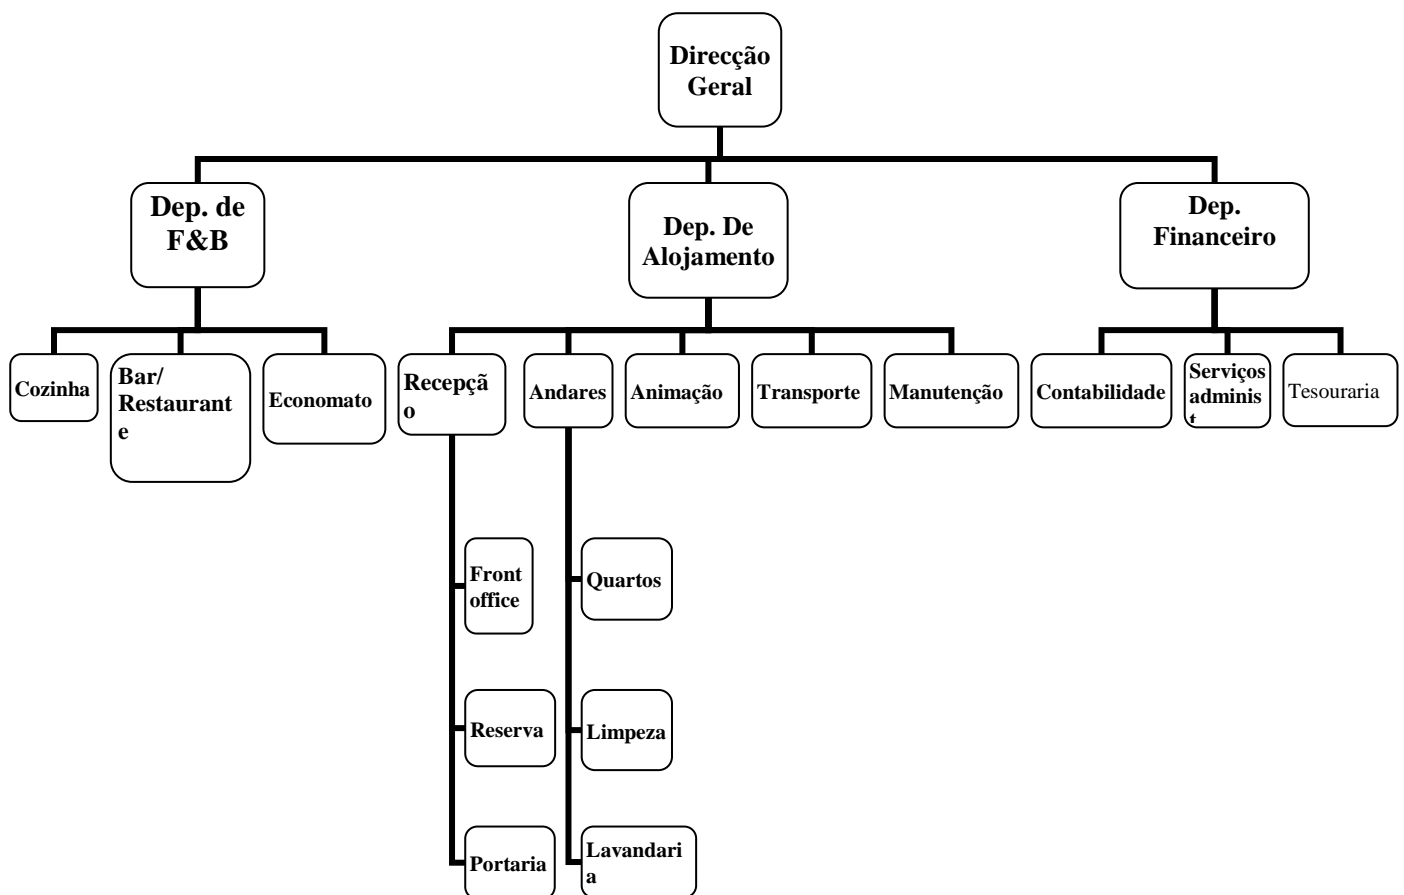 Direcção
Geral
Dep. de
F&B
Dep. De
Alojamento
Dep.
Financeiro
Cozinha
Bar/
Restaurant
e
Economato
Recepçã
o
Andares
Animação
Transporte
Manutenção
Contabilidade
Serviços
administ
Tesouraria
Front
office
Quartos
Reserva
Limpeza
Portaria
Lavandari
a